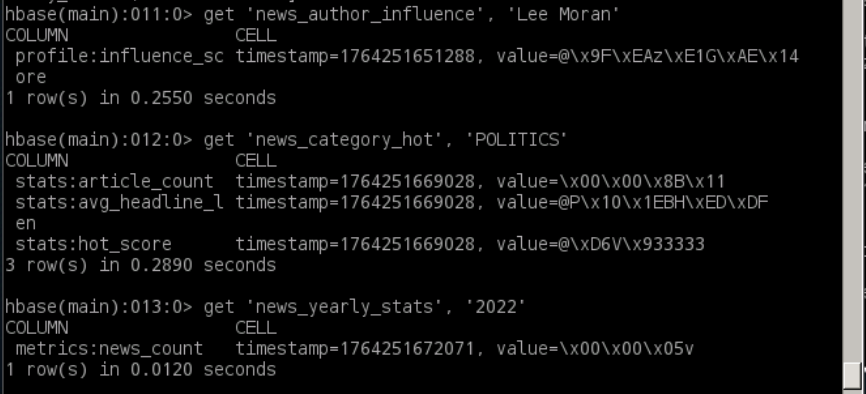 hbase(main):011:0> get 'news_author_influence', 'Lee Moran'
COLUMN CELL
profile:influence_sc timestamp=1764251651288, value=@\x9F\xEAz\xE1G\xAE\x14
ore
1 row(s) in 0.2550 seconds
hbase(main):012:0> get 'news_category_hot', 'POLITICS'
COLUMN CELL
stats:article_count timestamp=1764251669028, value=\x00\x00\x8B\x11
stats:avg_headline_l timestamp=1764251669028, value=@P\x10\x1EBH\xED\xDF
en
stats:hot_score timestamp=1764251669028, value=@\xD6V\x933333
3 row(s) in 0.2890 seconds
hbase(main):013:0> get 'news_yearly_stats', '2022'
COLUMN CELL
metrics:news_count timestamp=1764251672071, value=\x00\x00\x05v
1 row(s) in 0.0120 seconds